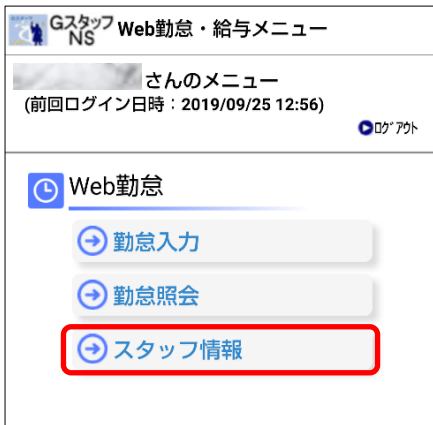 GスタッフNS Web勤怠・給与メニュー
さんのメニュー
(前回ログイン日時：2019/09/25 12:56)
ﾛｸﾞｱｳﾄ
Web勤怠
勤怠入力
勤怠照会
スタッフ情報